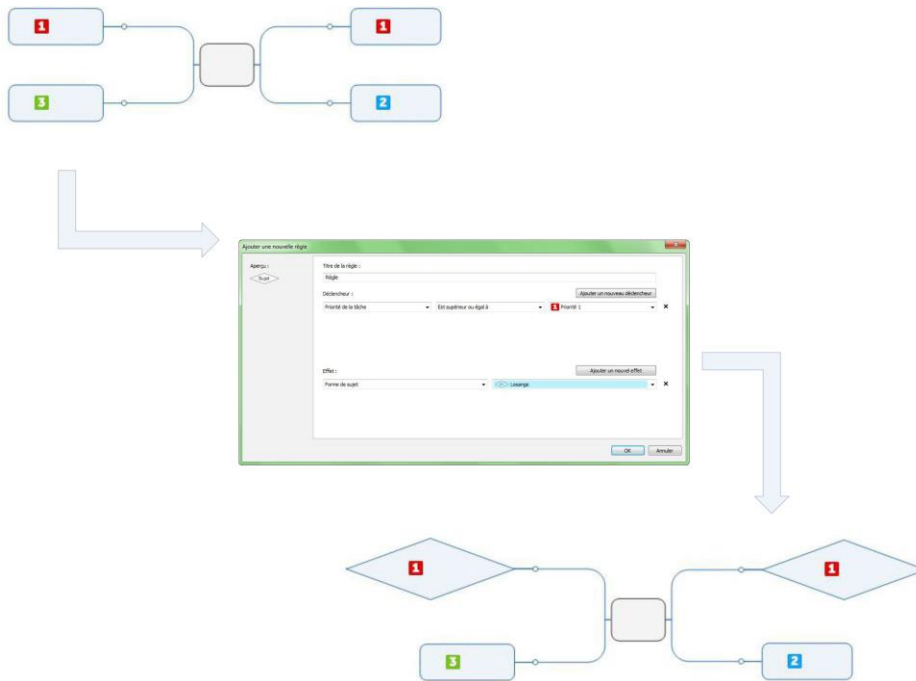 1 1
3 2
Ajouter une nouvelle règle
Aperçu :
Sujet
Titre de la règle :
Règle
Déclencheur :
Ajouter un nouveau déclencheur
Priorité de la tâche Est supérieur ou égal à 1 Priorité 1
Effet :
Ajouter un nouvel effet
Forme de sujet Losange
OK Annuler
1 1
3 2